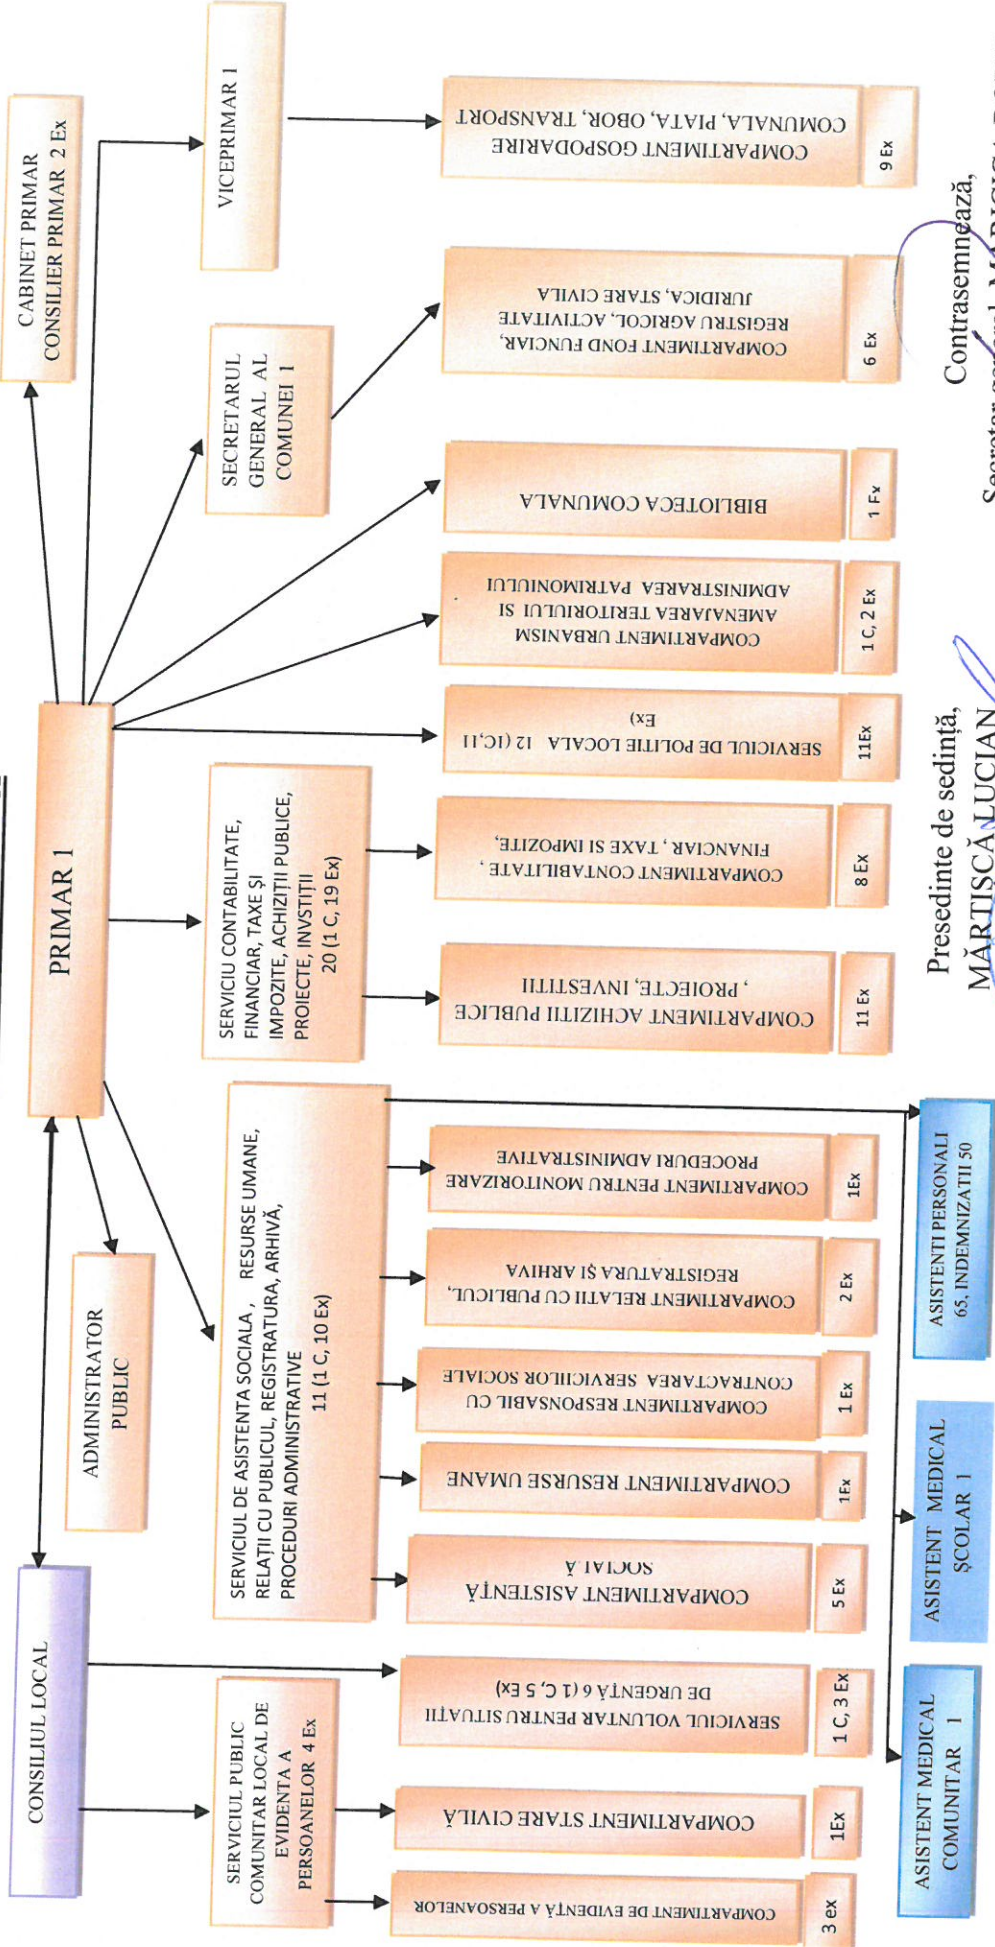 CONSILIUL LOCAL
PRIMAR 1
CABINET PRIMAR
CONSILIER PRIMAR 2 Ex
ADMINISTRATOR
PUBLIC
VICEPRIMAR 1
SECRETARUL
GENERAL AL
COMUNEI 1
SERVICIUL PUBLIC
COMUNITAR LOCAL DE
EVIDENTA A
PERSOANELOR 4 Ex
SERVICIUL DE ASISTENTA SOCIALA , RESURSE UMANE,
RELAȚII CU PUBLICUL, REGISTRATURA, ARHIVĂ,
PROCEDURI ADMINISTRATIVE
11 (1 C, 10 Ex)
SERVICIU CONTABILITATE,
FINANCIAR, TAXE ȘI
IMPOZITE, ACHIZIȚII PUBLICE,
PROIECTE, INVSTIȚII
20 (1 C, 19 Ex)
COMPARTIMENT DE EVIDENȚĂ A PERSOANELOR
3 ex
COMPARTIMENT STARE CIVILĂ
1Ex
SERVICIUL VOLUNTAR PENTRU SITUAȚII
DE URGENȚĂ 6 (1 C, 5 Ex)
1 C, 3 Ex
COMPARTIMENT ASISTENȚĂ
SOCIALĂ
5 Ex
COMPARTIMENT RESURSE UMANE
1Ex
COMPARTIMENT RESPONSABIL CU
CONTRACTAREA SERVICIILOR SOCIALE
1 Ex
COMPARTIMENT RELATII CU PUBLICUL,
REGISTRATURA ȘI ARHIVA
2 Ex
COMPARTIMENT PENTRU MONITORIZARE
PROCEDURI ADMINISTRATIVE
1Ex
COMPARTIMENT ACHIZITII PUBLICE
, PROIECTE, INVESTITII
11 Ex
COMPARTIMENT CONTABILITATE ,
FINANCIAR , TAXE SI IMPOZITE,
8 Ex
SERVICIUL DE POLITIE LOCALA 12 (1C,11
Ex)
11Ex
COMPARTIMENT URBANISM
AMENAJAREA TERITORIULUI SI
ADMINISTRAREA PATRIMONIULUI
1 C, 2 Ex
BIBLIOTECA COMUNALA
1 Ex
COMPARTIMENT FOND FUNCIAR,
REGISTRU AGRICOL, ACTIVITATE
JURIDICA, STARE CIVILA
6 Ex
COMPARTIMENT GOSPODARIRE
COMUNALA, PIATA, OBOR, TRANSPORT
9 Ex
ASISTENT MEDICAL
COMUNITAR 1
ASISTENT MEDICAL
ȘCOLAR 1
ASISTENTI PERSONALI
65, INDEMNIZATII 50
Presedinte de sedință,
MĂRTIȘCĂ LUCIAN
Contrasemnează,